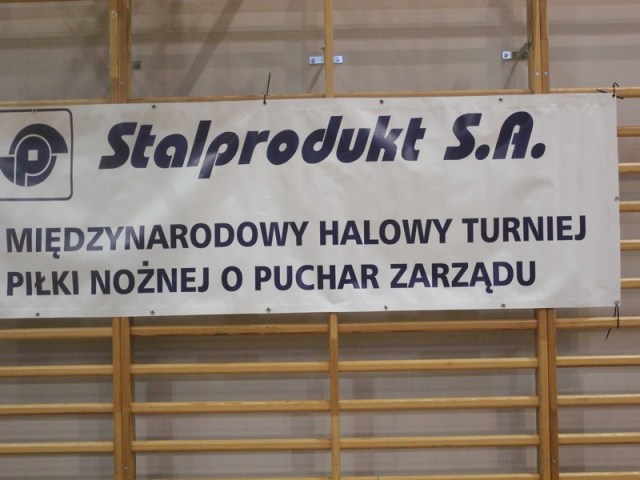 Stalprodukt S.A.
MIĘDZYNARODOWY HALOWY TURNIEJ
PIŁKI NOŻNEJ O PUCHAR ZARZĄDU